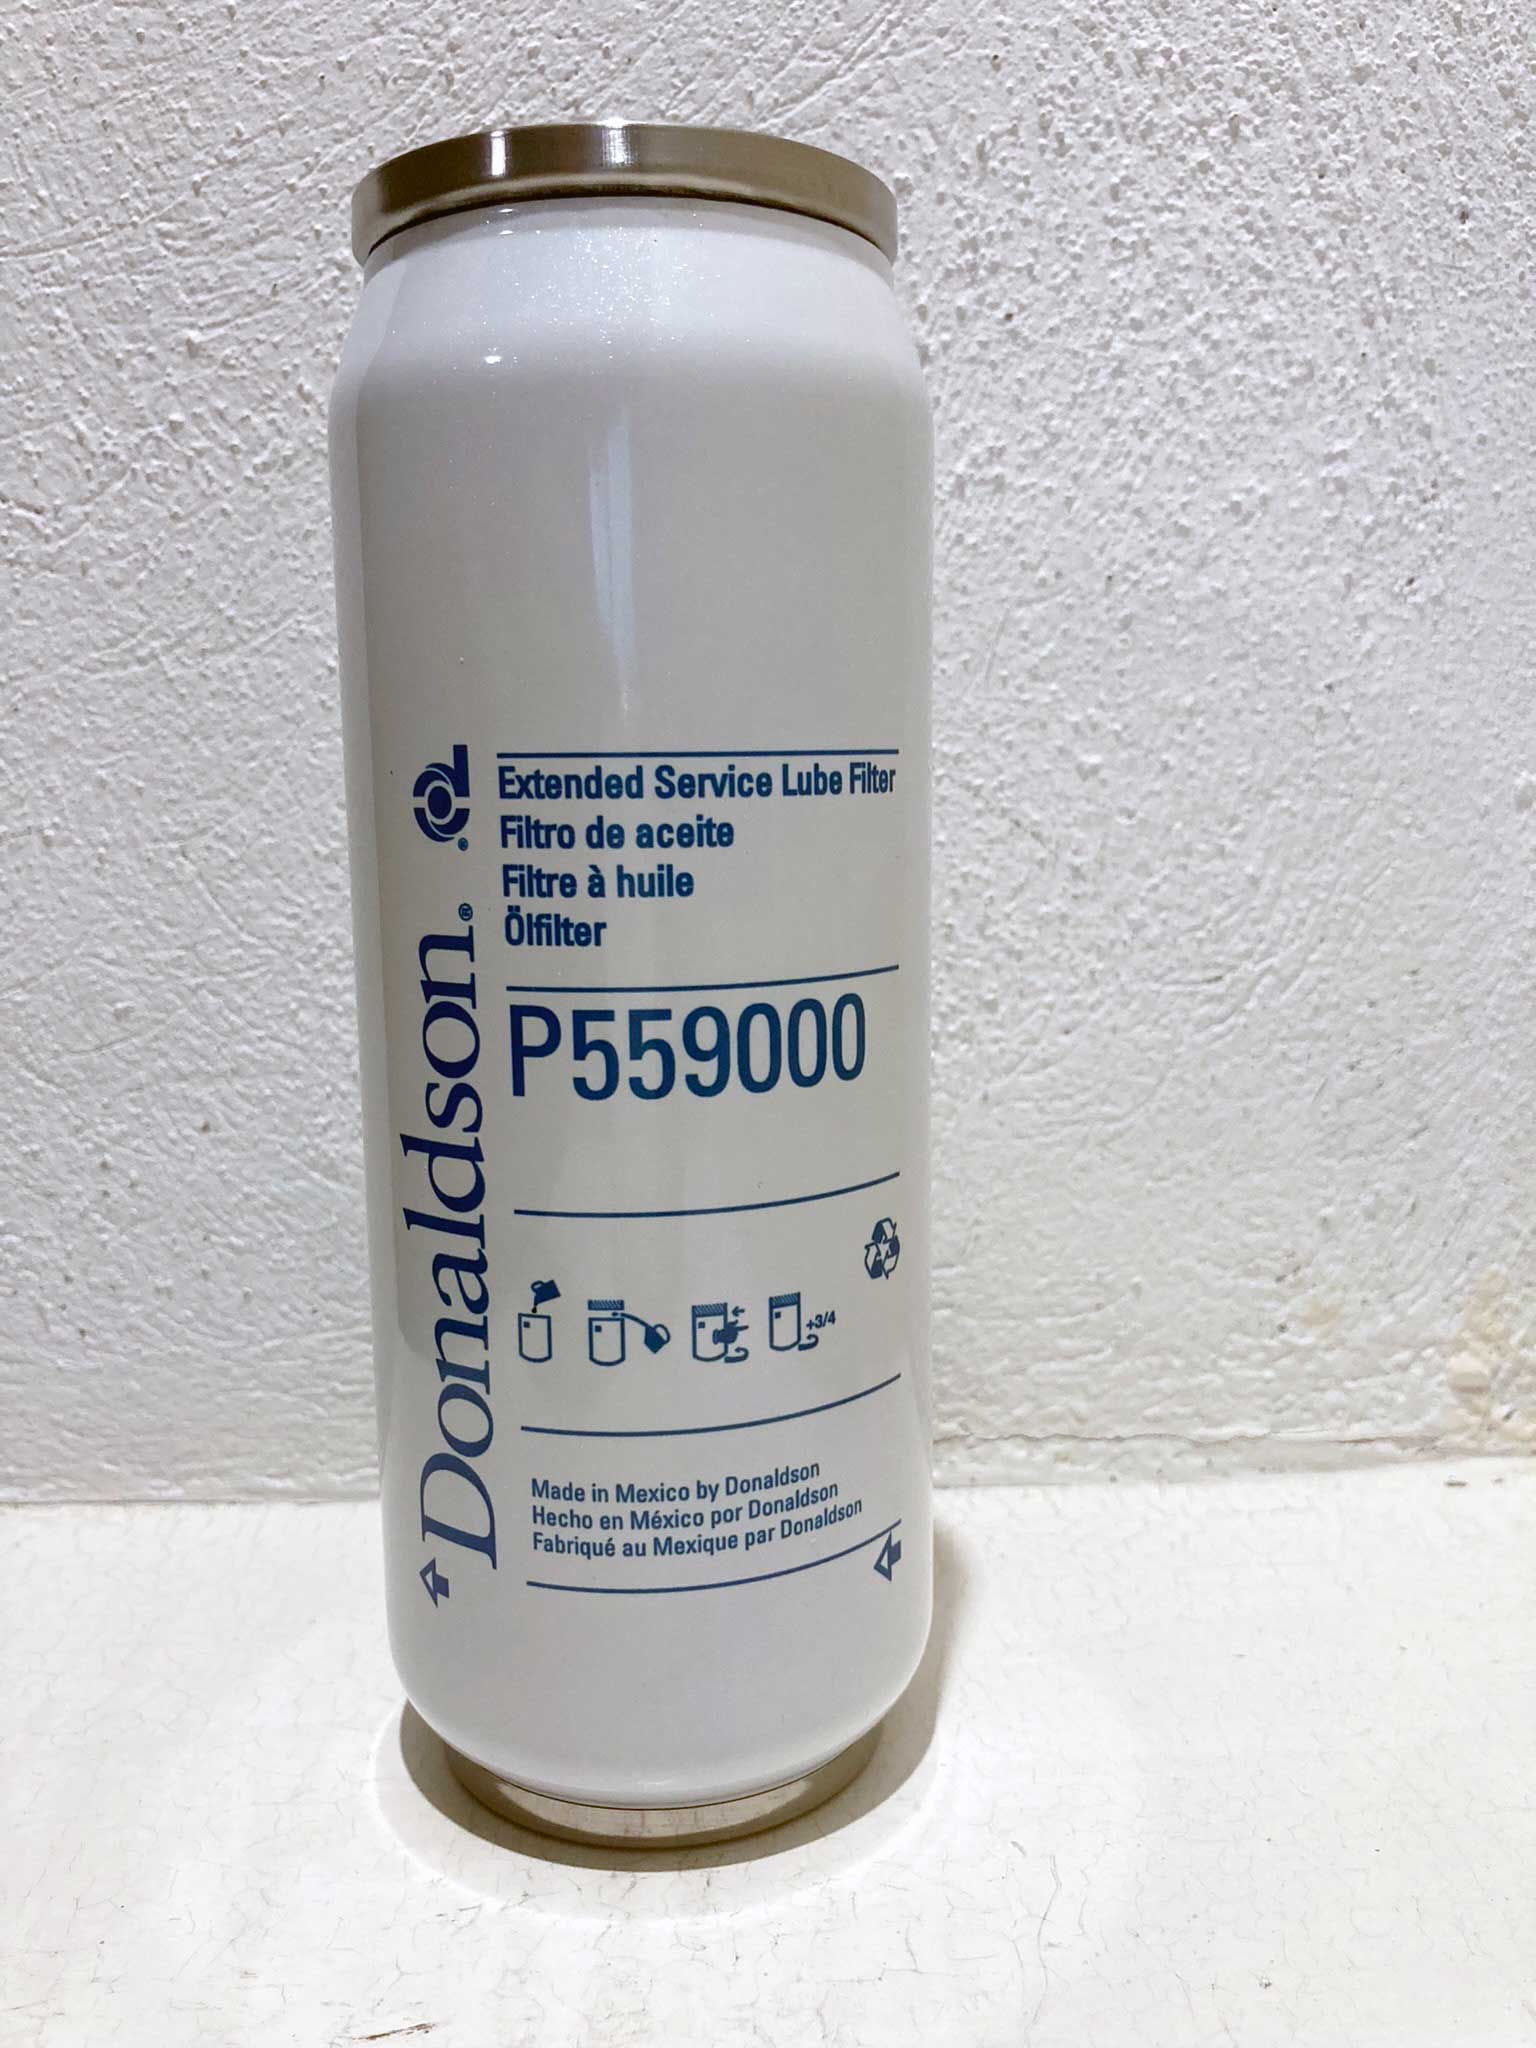 Donaldson®
®
Extended Service Lube Filter
Filtro de aceite
Filtre à huile
Ölfilter
P559000
+3/4
Made in Mexico by Donaldson
Hecho en México por Donaldson
Fabriqué au Mexique par Donaldson